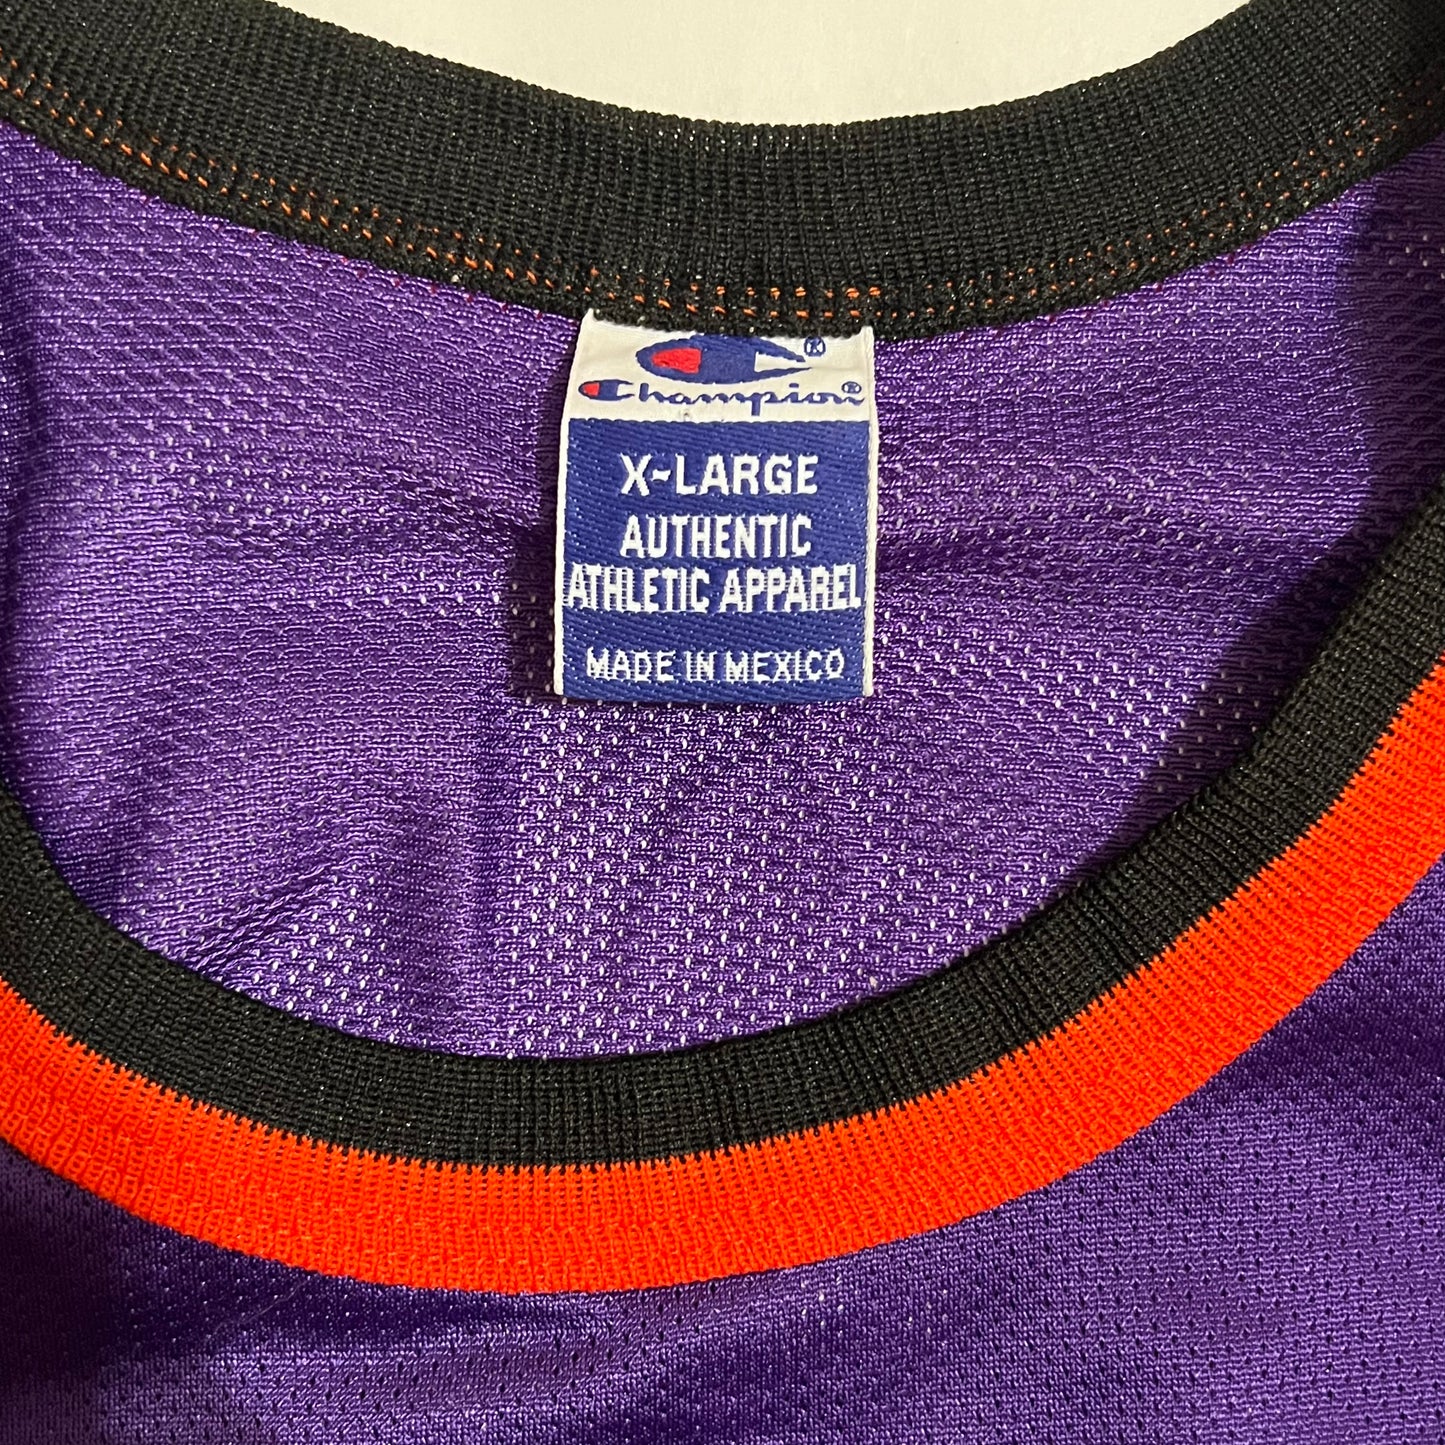 ®
Champion®
X-LARGE
AUTHENTIC
ATHLETIC APPAREL
MADE IN MEXICO